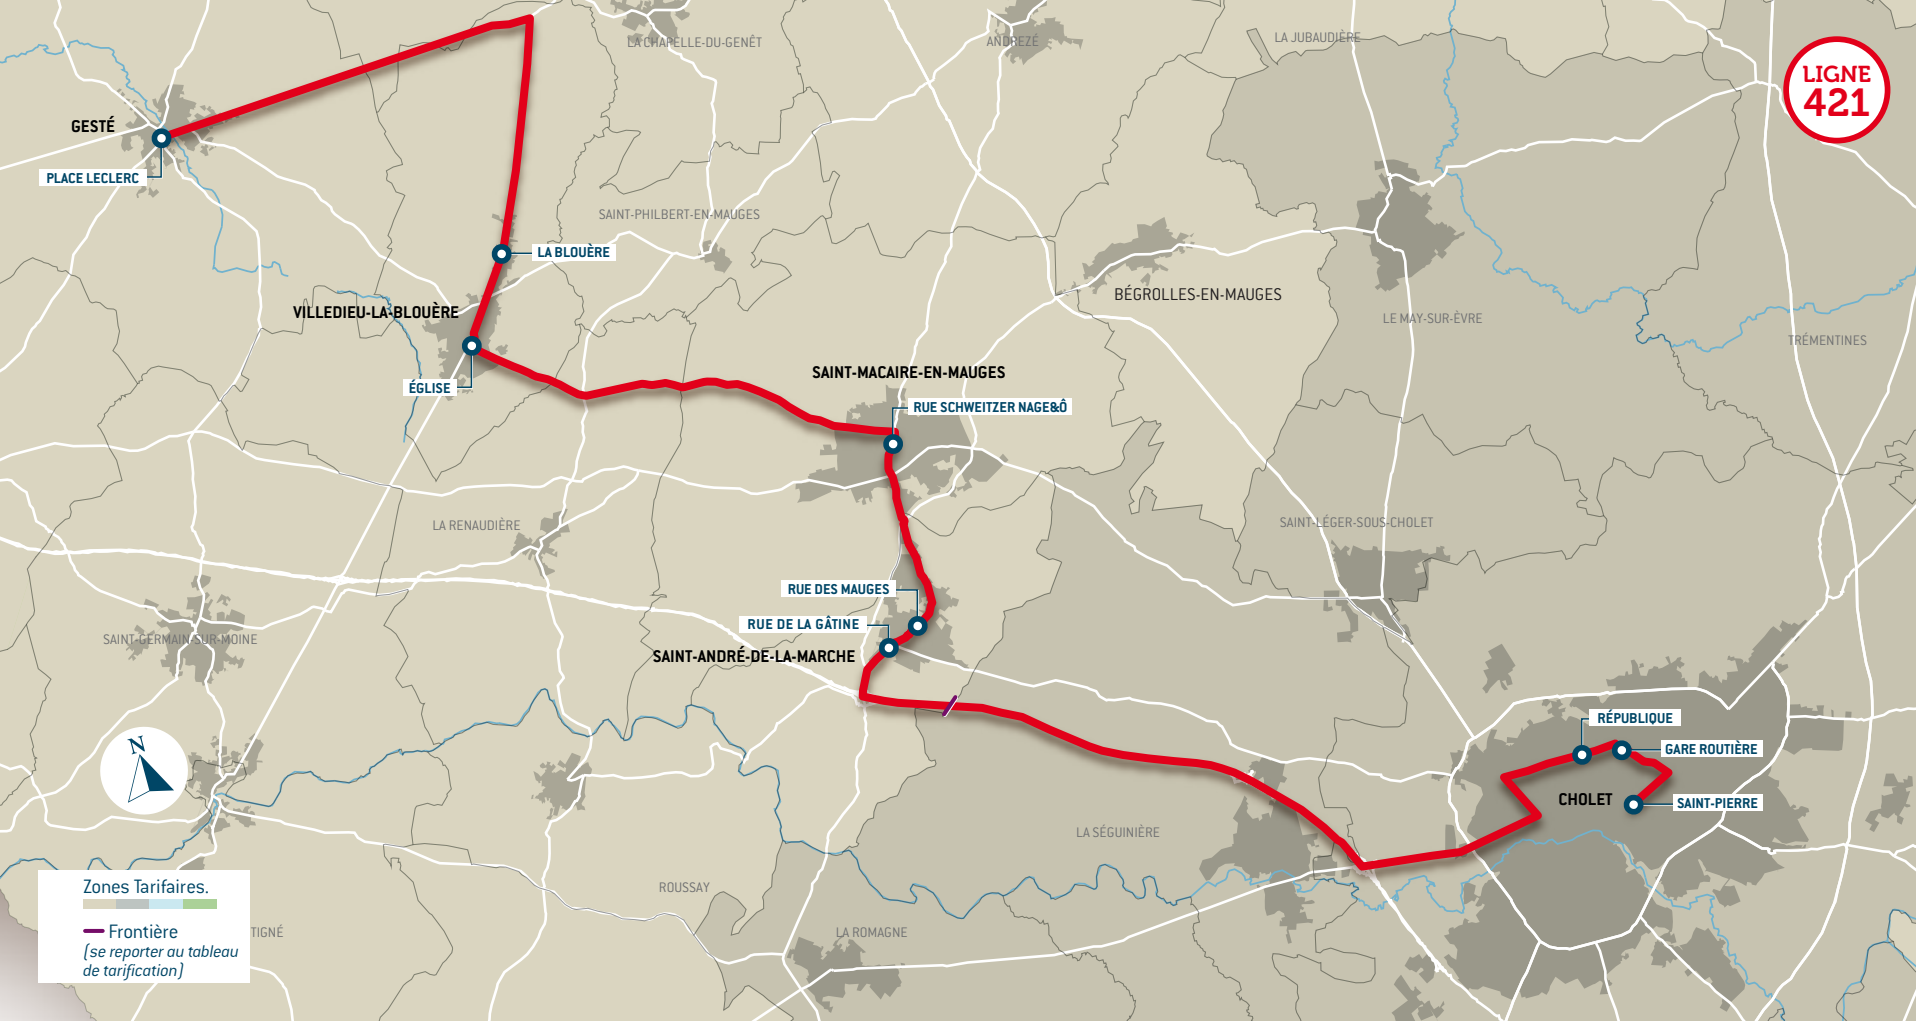 LA CHAPELLE-DU-GENÊT
ANDREZÉ
LA JUBAUDIÈRE
LIGNE
421
GESTÉ
PLACE LECLERC
SAINT-PHILBERT-EN-MAUGES
LA BLOUÈRE
VILLEDIEU-LA-BLOUÈRE
BÉGROLLES-EN-MAUGES
LE MAY-SUR-ÈVRE
TRÉMENTINES
ÉGLISE
SAINT-MACAIRE-EN-MAUGES
RUE SCHWEITZER NAGE&Ô
LA RENAUDIÈRE
SAINT-LÉGER-SOUS-CHOLET
RUE DES MAUGES
RUE DE LA GÂTINE
SAINT-GERMAIN-SUR-MOINE
SAINT-ANDRÉ-DE-LA-MARCHE
RÉPUBLIQUE
GARE ROUTIÈRE
N
CHOLET
SAINT-PIERRE
LA SÉGUINIÈRE
ROUSSAY
LA ROMAGNE
TIGNÉ
Zones Tarifaires.
Frontière
(se reporter au tableau
de tarification)